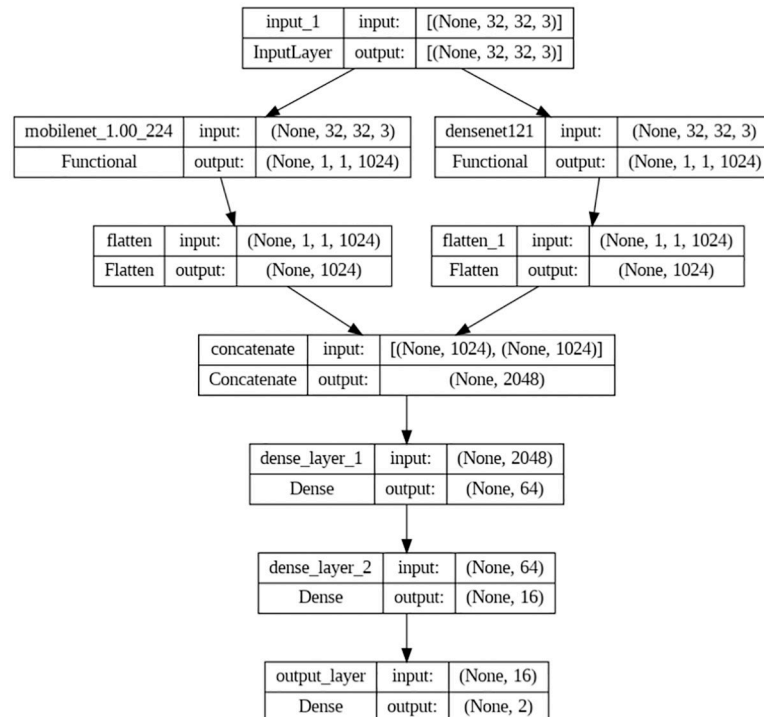 input_1 input: [(None, 32, 32, 3)]
InputLayer output: [(None, 32, 32, 3)]
mobilenet_1.00_224 input: (None, 32, 32, 3)
Functional output: (None, 1, 1, 1024)
densenet121 input: (None, 32, 32, 3)
Functional output: (None, 1, 1, 1024)
flatten input: (None, 1, 1, 1024)
Flatten output: (None, 1024)
flatten_1 input: (None, 1, 1, 1024)
Flatten output: (None, 1024)
concatenate input: [(None, 1024), (None, 1024)]
Concatenate output: (None, 2048)
dense_layer_1 input: (None, 2048)
Dense output: (None, 64)
dense_layer_2 input: (None, 64)
Dense output: (None, 16)
output_layer input: (None, 16)
Dense output: (None, 2)